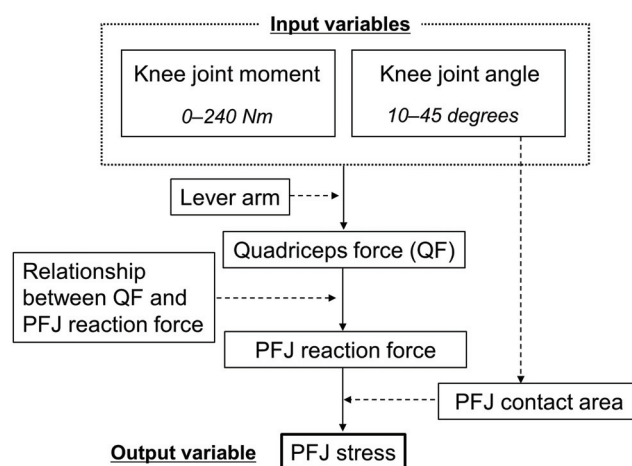 Input variables
Knee joint moment
0–240 Nm
Knee joint angle
10–45 degrees
Lever arm
Quadriceps force (QF)
Relationship
between QF and
PFJ reaction force
PFJ reaction force
PFJ contact area
Output variable
PFJ stress